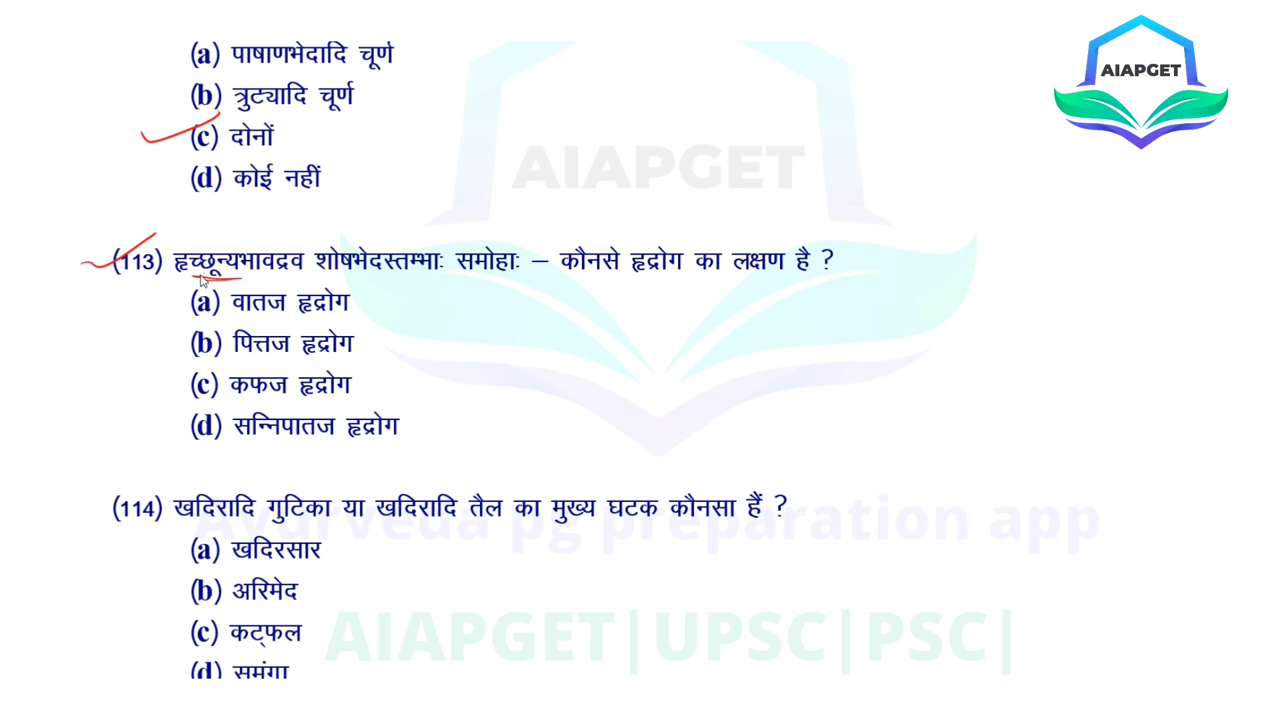 (a) पाषाणभेदादि चूर्ण
AIAPGET
(b) त्रुट्यादि चूर्ण
(c) दोनों
AIAPGET
(d) कोई नहीं
(113) हृच्छून्यभावद्रव शोषभेदस्तम्भाः समोहाः – कौनसे हृद्रोग का लक्षण है ?
(a) वातज हृद्रोग
(b) पित्तज हृद्रोग
(c) कफज हृद्रोग
(d) सन्निपातज हृद्रोग
(114) खदिरादि गुटिका या खदिरादि तैल का मुख्य घटक कौनसा हैं ?
Ayurveda pg preparation app
(a) खदिरसार
(b) अरिमेद
(c) कट्फल
AIAPGET|UPSC|PSC|
(d) समंगा